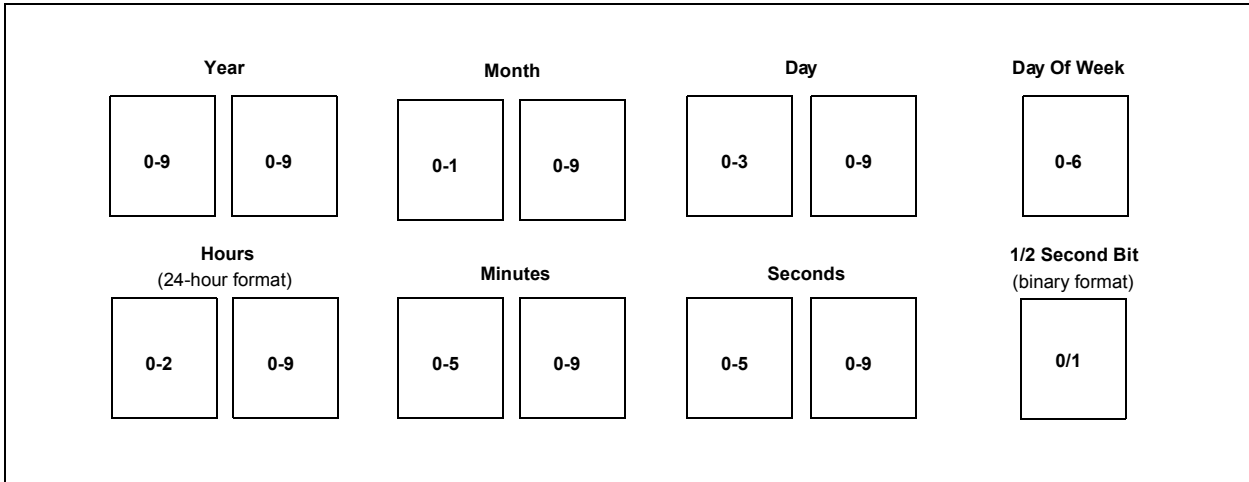 Year
Month
Day
Day Of Week
0-9
0-9
0-1
0-9
0-3
0-9
0-6
Hours
(24-hour format)
Minutes
Seconds
1/2 Second Bit
(binary format)
0-2
0-9
0-5
0-9
0-5
0-9
0/1